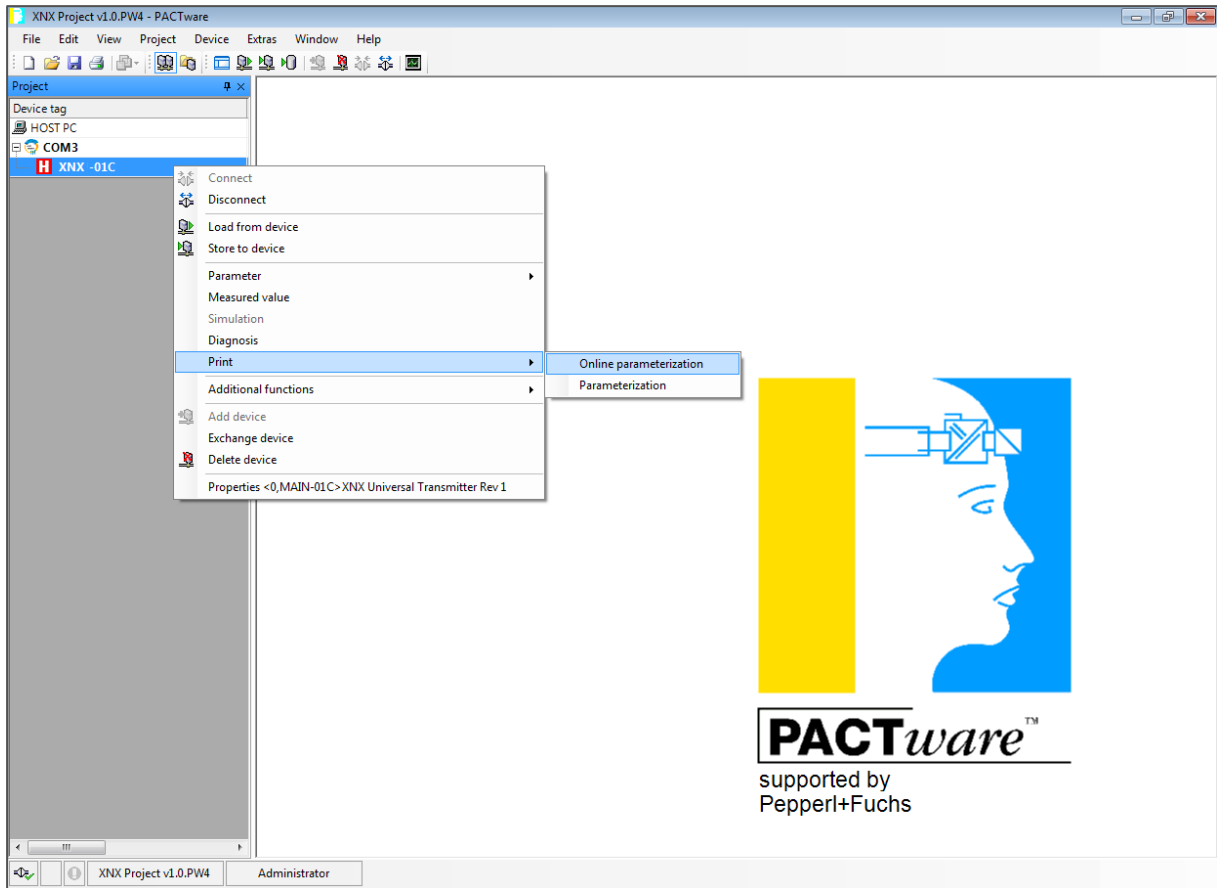 XNX Project v1.0.PW4 - PACTware
File Edit View Project Device Extras Window Help
Project
Device tag
HOST PC
COM3
H XNX -01C
Connect
Disconnect
Load from device
Store to device
Parameter
Measured value
Simulation
Diagnosis
Print
Online parameterization
Parameterization
Additional functions
Add device
Exchange device
Delete device
Properties <0,MAIN-01C>XNX Universal Transmitter Rev 1
PACTware™
supported by
Pepperl+Fuchs
XNX Project v1.0.PW4 Administrator